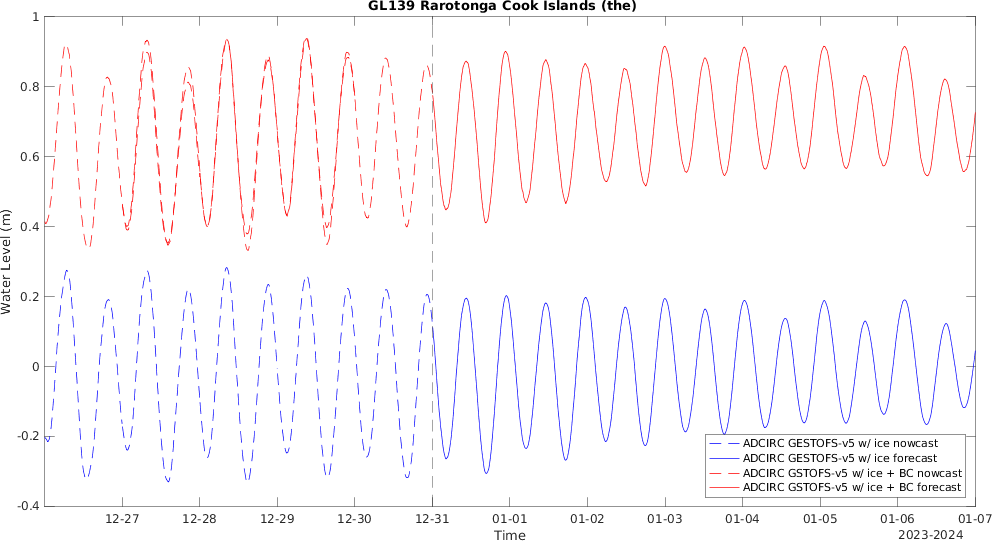 GL139 Rarotonga Cook Islands (the)
1
0.8
0.6
0.4
0.2
0
-0.2
-0.4
Water Level (m)
ADCIRC GESTOFS-v5 w/ ice nowcast
ADCIRC GESTOFS-v5 w/ ice forecast
ADCIRC GSTOFS-v5 w/ ice + BC nowcast
ADCIRC GSTOFS-v5 w/ ice + BC forecast
12-27 12-28 12-29 12-30 12-31 01-01 01-02 01-03 01-04 01-05 01-06 01-07
Time
2023-2024